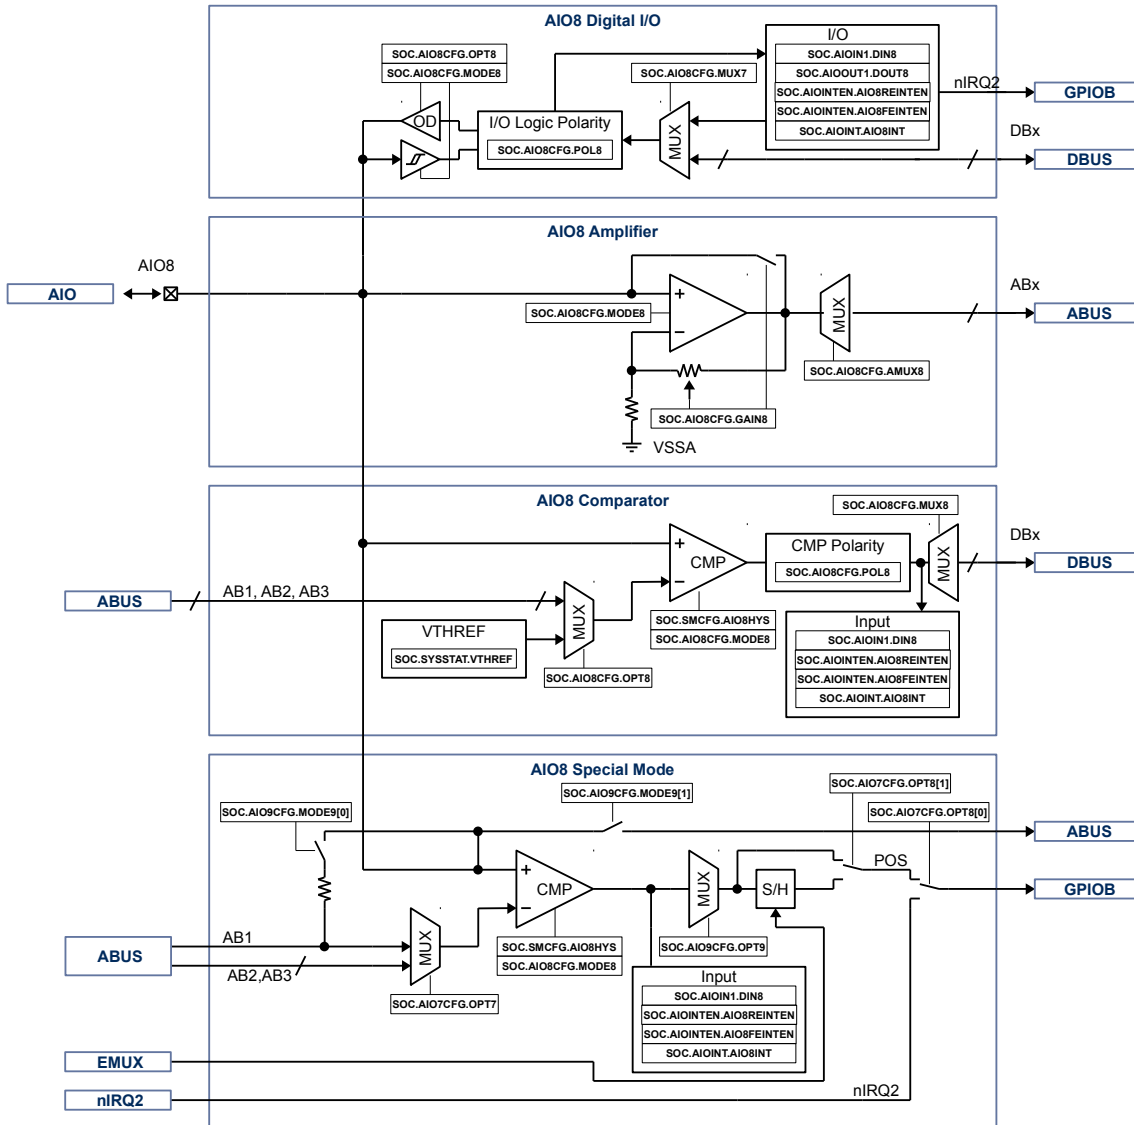 AIO8 Digital I/O
I/O
SOC.AIO8CFG.OPT8
SOC.AIO8CFG.MODE8
SOC.AIO8CFG.MUX7
SOC.AIOIN1.DIN8
SOC.AIOOUT1.DOUT8
SOC.AIOINTEN.AIO8REINTEN
SOC.AIOINTEN.AIO8FEINTEN
SOC.AIOINT.AIO8INT
nIRQ2
GPIOB
OD
I/O Logic Polarity
SOC.AIO8CFG.POL8
MUX
DBx
DBUS
AIO8 Amplifier
AIO8
AIO
+
−
SOC.AIO8CFG.MODE8
MUX
ABx
ABUS
SOC.AIO8CFG.AMUX8
SOC.AIO8CFG.GAIN8
VSSA
AIO8 Comparator
SOC.AIO8CFG.MUX8
+
−
CMP
CMP Polarity
SOC.AIO8CFG.POL8
MUX
DBx
DBUS
ABUS
AB1, AB2, AB3
MUX
VTHREF
SOC.SYSSTAT.VTHREF
SOC.AIO8CFG.OPT8
SOC.SMCFG.AIO8HYS
SOC.AIO8CFG.MODE8
Input
SOC.AIOIN1.DIN8
SOC.AIOINTEN.AIO8REINTEN
SOC.AIOINTEN.AIO8FEINTEN
SOC.AIOINT.AIO8INT
AIO8 Special Mode
SOC.AIO9CFG.MODE9[0]
SOC.AIO9CFG.MODE9[1]
SOC.AIO7CFG.OPT8[1]
SOC.AIO7CFG.OPT8[0]
ABUS
+
−
CMP
MUX
S/H
POS
GPIOB
ABUS
AB1
AB2,AB3
MUX
SOC.AIO7CFG.OPT7
SOC.SMCFG.AIO8HYS
SOC.AIO8CFG.MODE8
SOC.AIO9CFG.OPT9
Input
SOC.AIOIN1.DIN8
SOC.AIOINTEN.AIO8REINTEN
SOC.AIOINTEN.AIO8FEINTEN
SOC.AIOINT.AIO8INT
EMUX
nIRQ2
nIRQ2